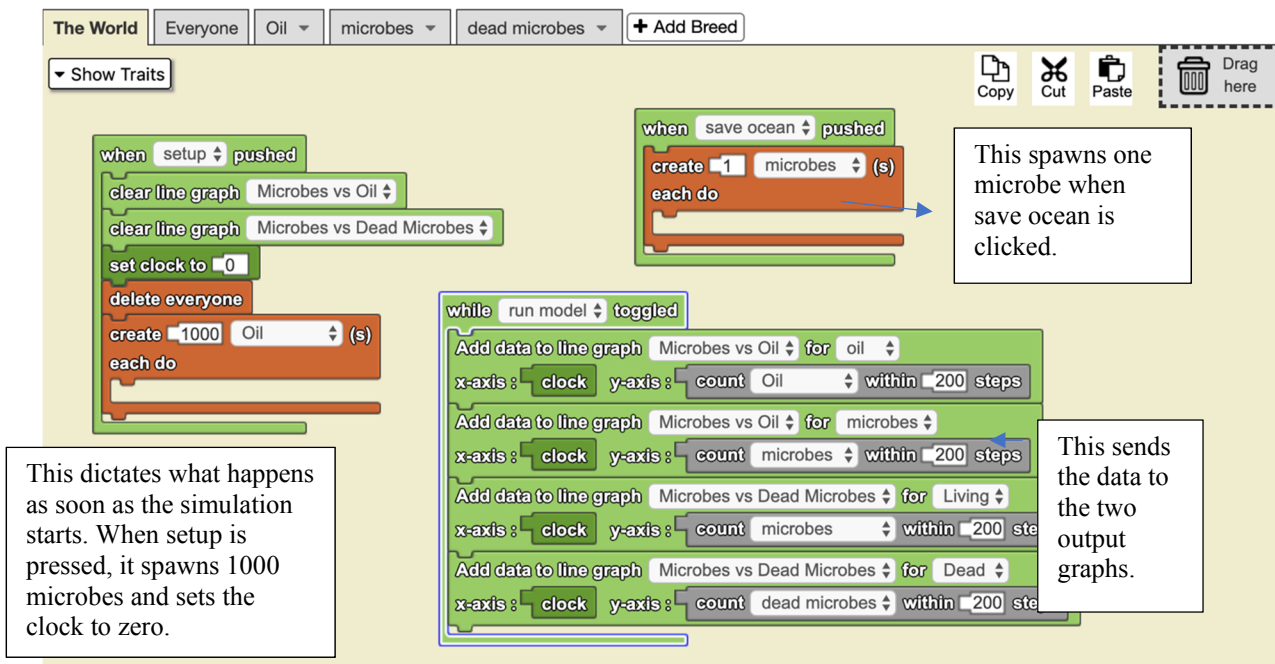 The World
Everyone
Oil
microbes
dead microbes
+ Add Breed
Show Traits
Copy
Cut
Paste
Drag
here
when setup pushed
clear line graph Microbes vs Oil
clear line graph Microbes vs Dead Microbes
set clock to 0
delete everyone
create 1000 Oil (s)
each do
when save ocean pushed
create 1 microbes (s)
each do
This spawns one
microbe when
save ocean is
clicked.
while run model toggled
Add data to line graph Microbes vs Oil for oil
x-axis : clock y-axis : count Oil within 200 steps
Add data to line graph Microbes vs Oil for microbes
x-axis : clock y-axis : count microbes within 200 steps
Add data to line graph Microbes vs Dead Microbes for Living
x-axis : clock y-axis : count microbes within 200 ste
Add data to line graph Microbes vs Dead Microbes for Dead
x-axis : clock y-axis : count dead microbes within 200 ste
This sends
the data to
the two
output
graphs.
This dictates what happens
as soon as the simulation
starts. When setup is
pressed, it spawns 1000
microbes and sets the
clock to zero.